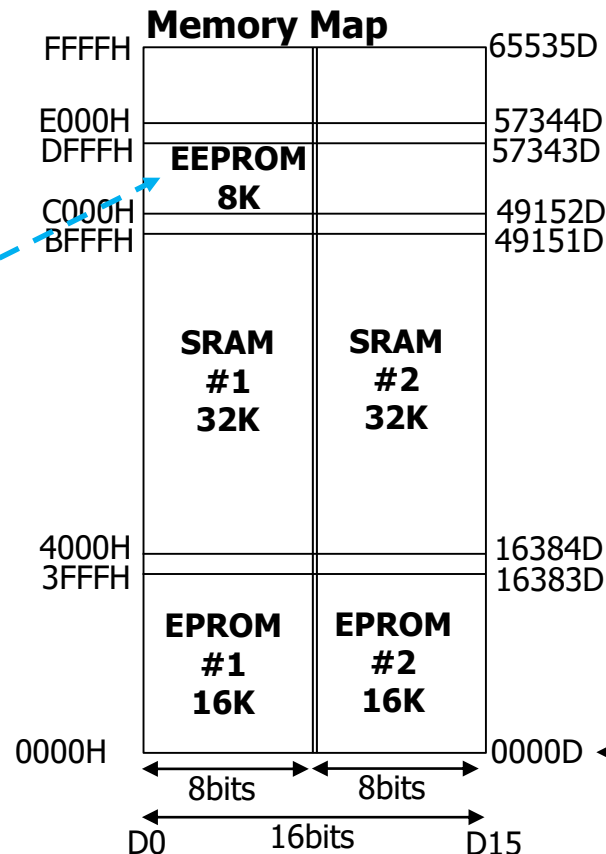 Memory Map
FFFFH 65535D
E000H 57344D
DFFFH 57343D
EEPROM
8K
C000H 49152D
BFFFH 49151D
SRAM SRAM
#1 #2
32K 32K
4000H 16384D
3FFFH 16383D
EPROM EPROM
#1 #2
16K 16K
0000H 0000D
8bits 8bits
D0 16bits D15